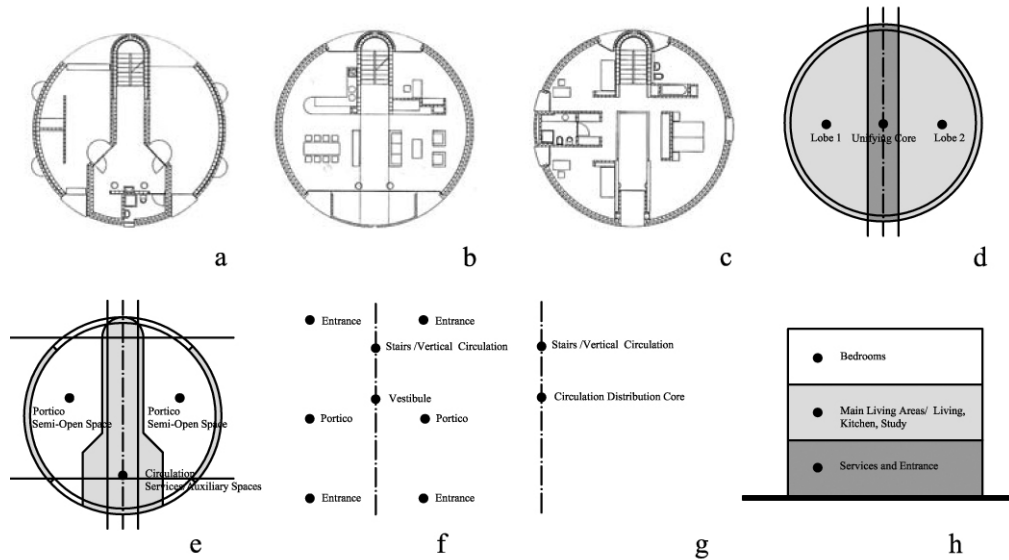 a
b
c
Lobe 1
Unifying Core
Lobe 2
d
Portico
Semi-Open Space
Portico
Semi-Open Space
Circulation
Services/Auxiliary Spaces
e
Entrance
Entrance
Stairs /Vertical Circulation
Vestibule
Portico
Portico
Entrance
Entrance
f
Stairs /Vertical Circulation
Circulation Distribution Core
g
Bedrooms
Main Living Areas/ Living,
Kitchen, Study
Services and Entrance
h